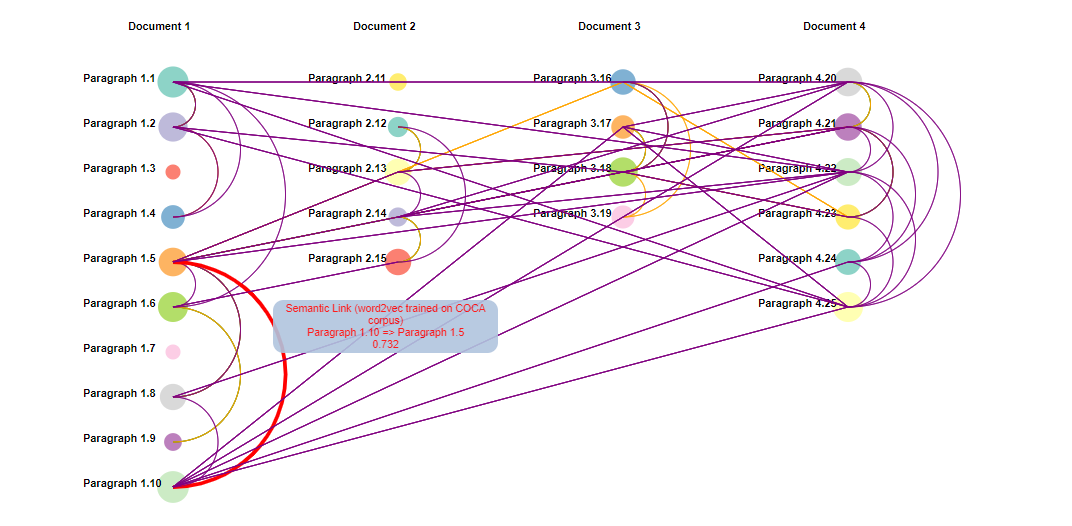 Document 1
Document 2
Document 3
Document 4
Paragraph 1.1
Paragraph 2.11
Paragraph 3.16
Paragraph 4.20
Paragraph 1.2
Paragraph 2.12
Paragraph 3.17
Paragraph 4.21
Paragraph 1.3
Paragraph 2.13
Paragraph 3.18
Paragraph 4.22
Paragraph 1.4
Paragraph 2.14
Paragraph 3.19
Paragraph 4.23
Paragraph 1.5
Paragraph 2.15
Paragraph 4.24
Paragraph 1.6
Paragraph 4.25
Semantic Link (word2vec trained on COCA
corpus)
Paragraph 1.10 => Paragraph 1.5
0.732
Paragraph 1.7
Paragraph 1.8
Paragraph 1.9
Paragraph 1.10